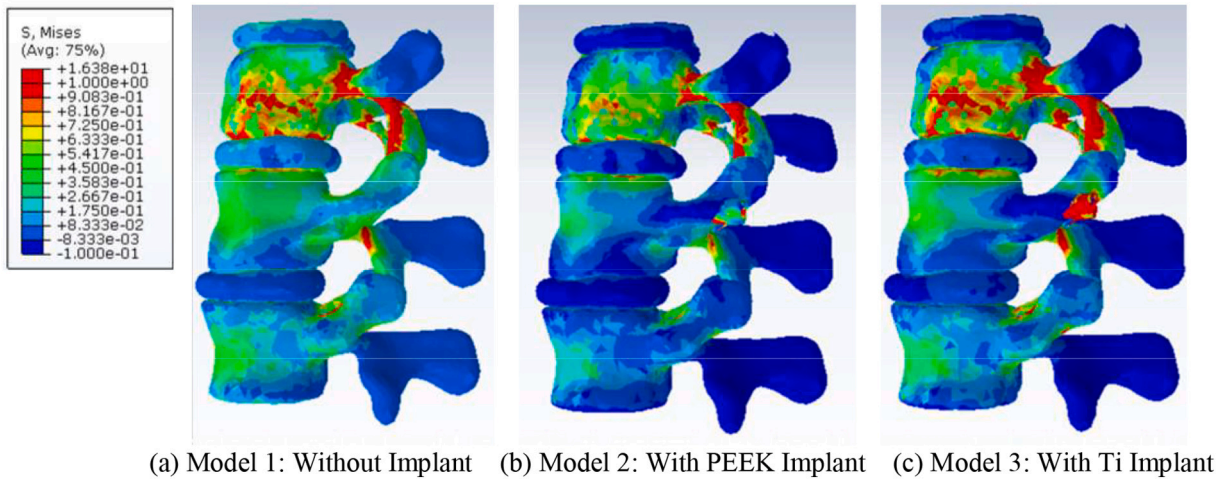 S, Mises
(Avg: 75%)
+1.638e+01
+1.000e+00
+9.083e-01
+8.167e-01
+7.250e-01
+6.333e-01
+5.417e-01
+4.500e-01
+3.583e-01
+2.667e-01
+1.750e-01
+8.333e-02
-8.333e-03
-1.000e-01
(a) Model 1: Without Implant (b) Model 2: With PEEK Implant (c) Model 3: With Ti Implant